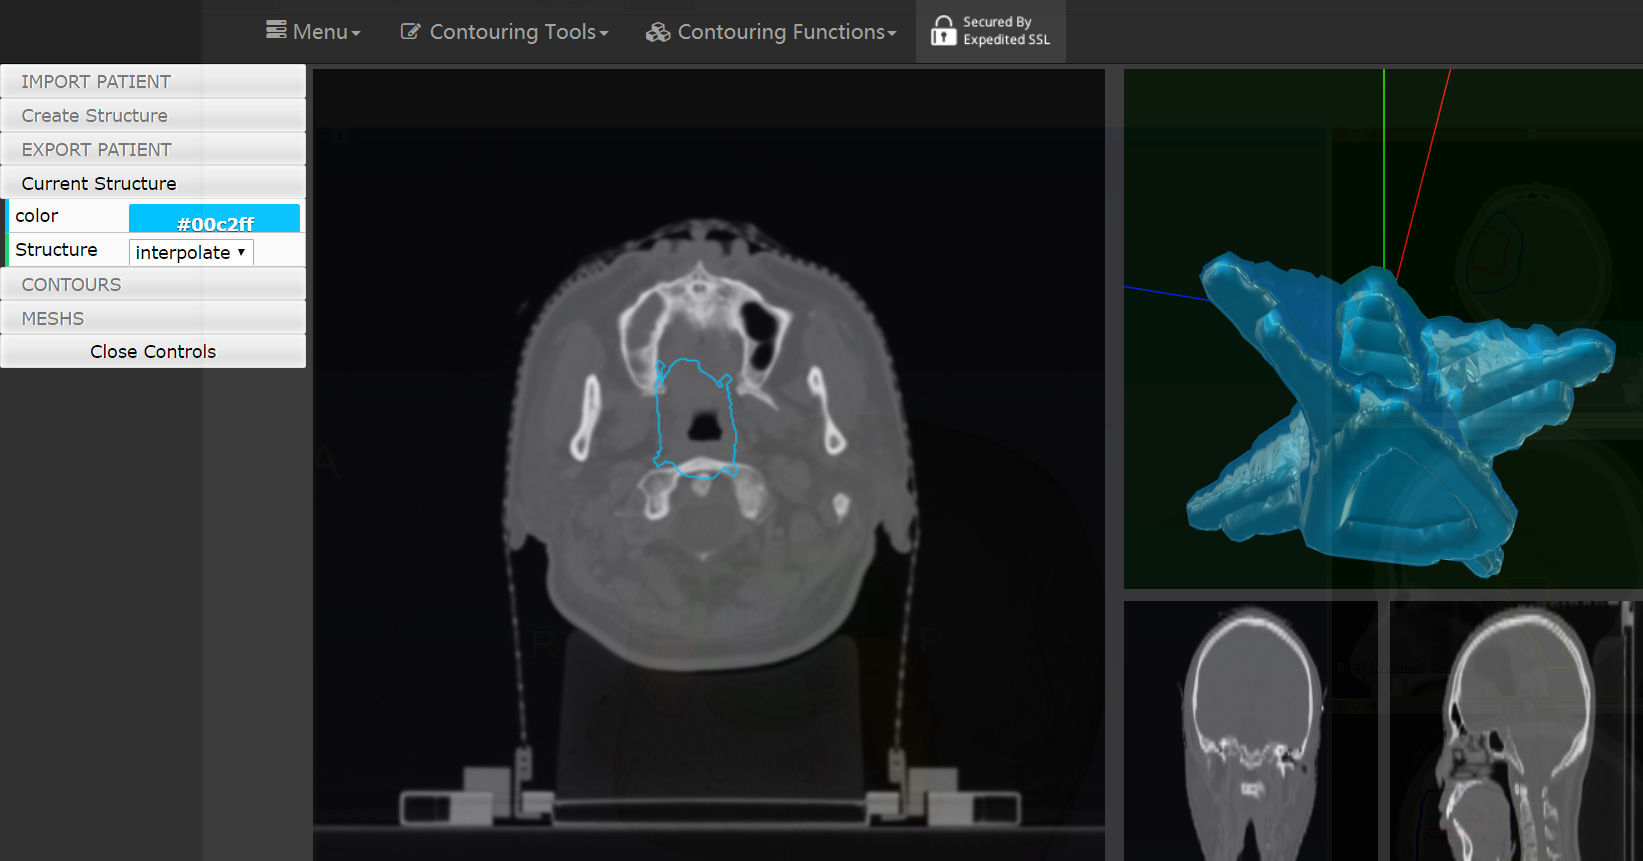 Menu
Contouring Tools
Contouring Functions
Secured By
Expedited SSL
IMPORT PATIENT
Create Structure
EXPORT PATIENT
Current Structure
color #00c2ff
Structure interpolate
CONTOURS
MESHS
Close Controls
A
R
P